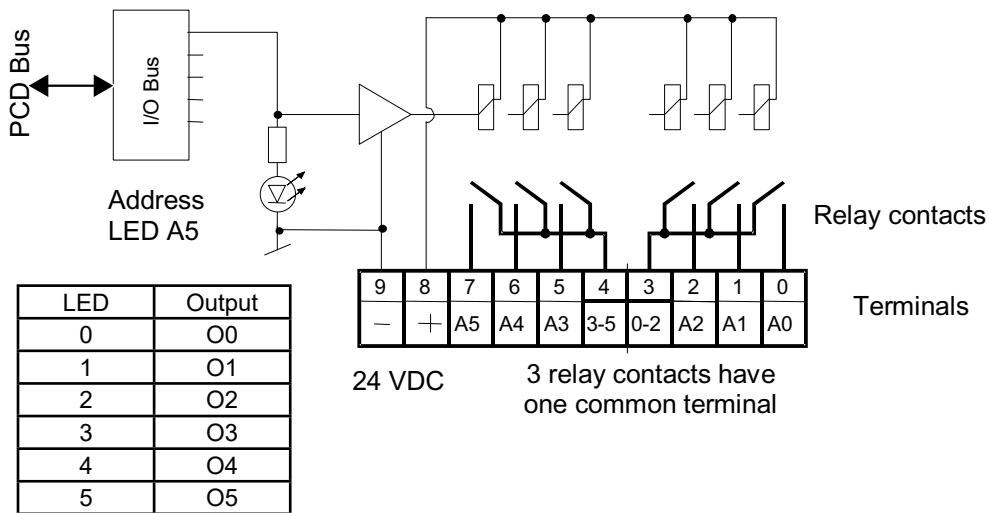 PCD Bus
I/O Bus
Address
LED A5
Relay contacts
9 8 7 6 5 4 3 2 1 0
– + A5 A4 A3 3-5 0-2 A2 A1 A0
Terminals
24 VDC
3 relay contacts have
one common terminal
LED Output
0 O0
1 O1
2 O2
3 O3
4 O4
5 O5